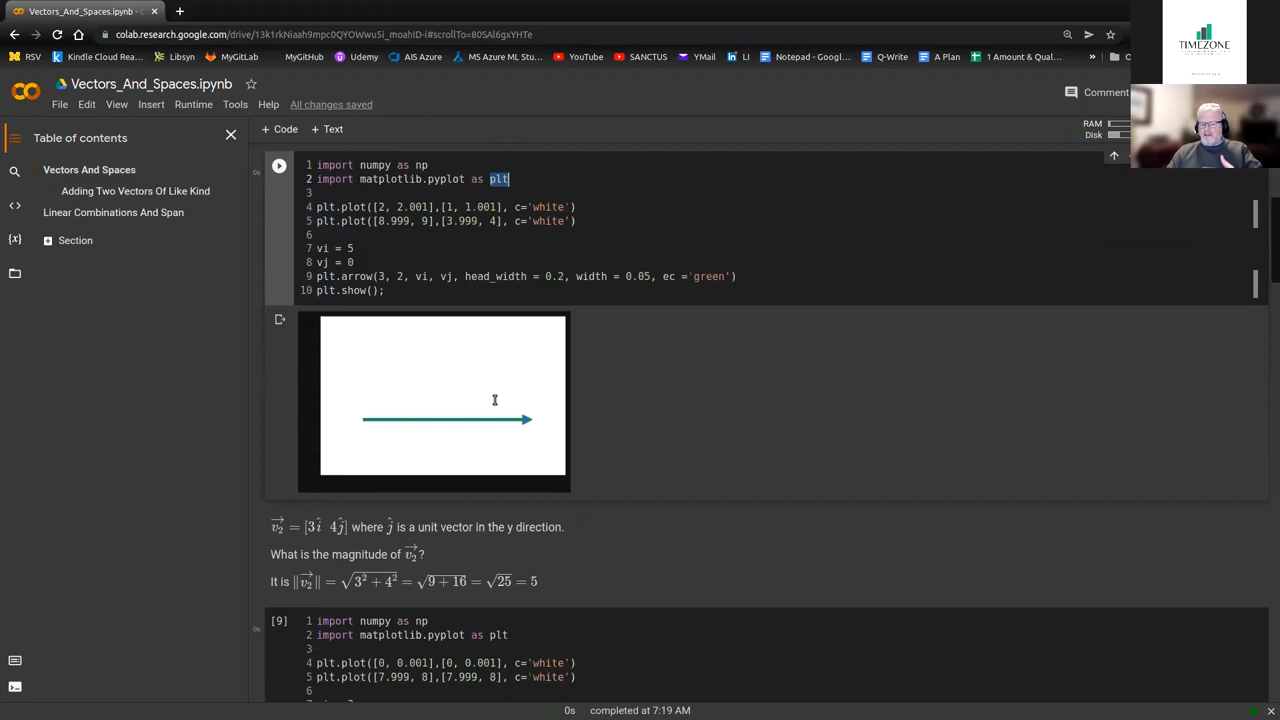 Vectors_And_Spaces.ipynb -
colab.research.google.com/drive/13k1rkNiaah9mpc0QYOWwu5i_moahID-i#scrollTo=80SAl6gxYHTe
RSV
Kindle Cloud Rea...
Libsyn
MyGitLab
MyGitHub
Udemy
AIS Azure
MS Azure ML Stu...
YouTube
SANCTUS
YMail
LI
Notepad - Googl...
Q-Write
A Plan
1 Amount & Qual...
»
TIMEZONE
Vectors_And_Spaces.ipynb
File Edit View Insert Runtime Tools Help All changes saved
Comment
RAM
Disk
+ Code + Text
Table of contents
Vectors And Spaces
Adding Two Vectors Of Like Kind
Linear Combinations And Span
Section
0s
1 import numpy as np
2 import matplotlib.pyplot as plt
3
4 plt.plot([2, 2.001],[1, 1.001], c='white')
5 plt.plot([8.999, 9],[3.999, 4], c='white')
6
7 vi = 5
8 vj = 0
9 plt.arrow(3, 2, vi, vj, head_width = 0.2, width = 0.05, ec ='green')
10 plt.show();
v₂⃗ = [3î 4ĵ] where ĵ is a unit vector in the y direction.
What is the magnitude of v₂⃗?
It is ‖v₂⃗‖ = √(3² + 4²) = √(9 + 16) = √25 = 5
[9]
0s
1 import numpy as np
2 import matplotlib.pyplot as plt
3
4 plt.plot([0, 0.001],[0, 0.001], c='white')
5 plt.plot([7.999, 8],[7.999, 8], c='white')
6
0s completed at 7:19 AM